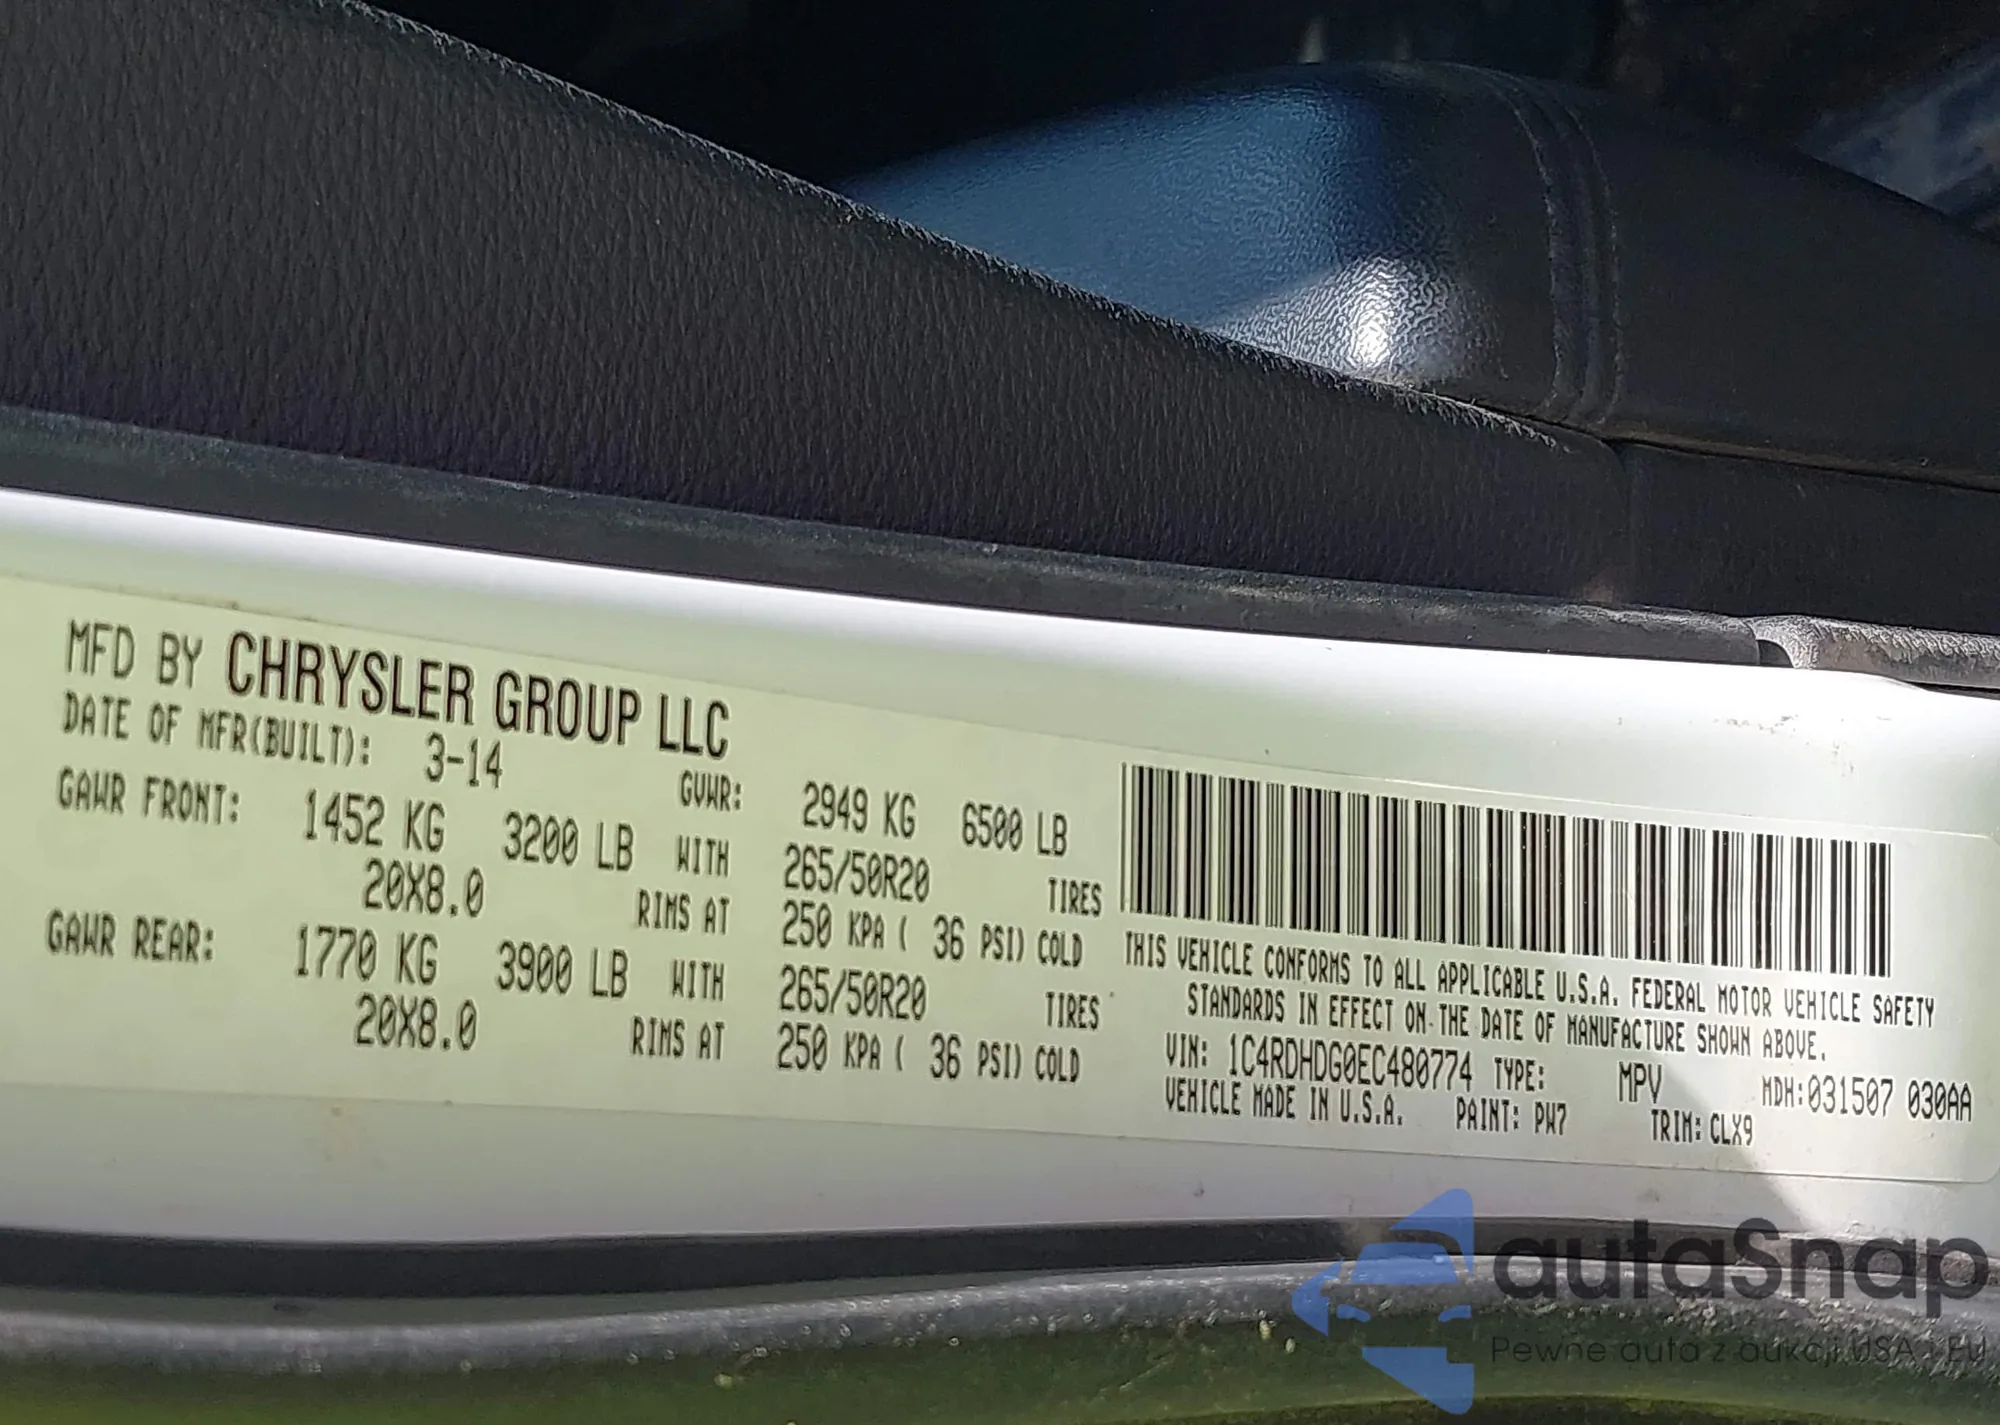 MFD BY CHRYSLER GROUP LLC
DATE OF MFR(BUILT): 3-14 GVWR: 2949 KG 6500 LB
GAWR FRONT: 1452 KG 3200 LB WITH 265/50R20 TIRES
20X8.0 RIMS AT 250 KPA ( 36 PSI) COLD
GAWR REAR: 1770 KG 3900 LB WITH 265/50R20 TIRES
20X8.0 RIMS AT 250 KPA ( 36 PSI) COLD
THIS VEHICLE CONFORMS TO ALL APPLICABLE U.S.A. FEDERAL MOTOR VEHICLE SAFETY
STANDARDS IN EFFECT ON THE DATE OF MANUFACTURE SHOWN ABOVE.
VIN: 1C4RDHDG0EC480774 TYPE: MPV MDH:031507 030AA
VEHICLE MADE IN U.S.A. PAINT: PW7 TRIM: CLX9
autaSnap
Pewne auta z aukcji USA i EU